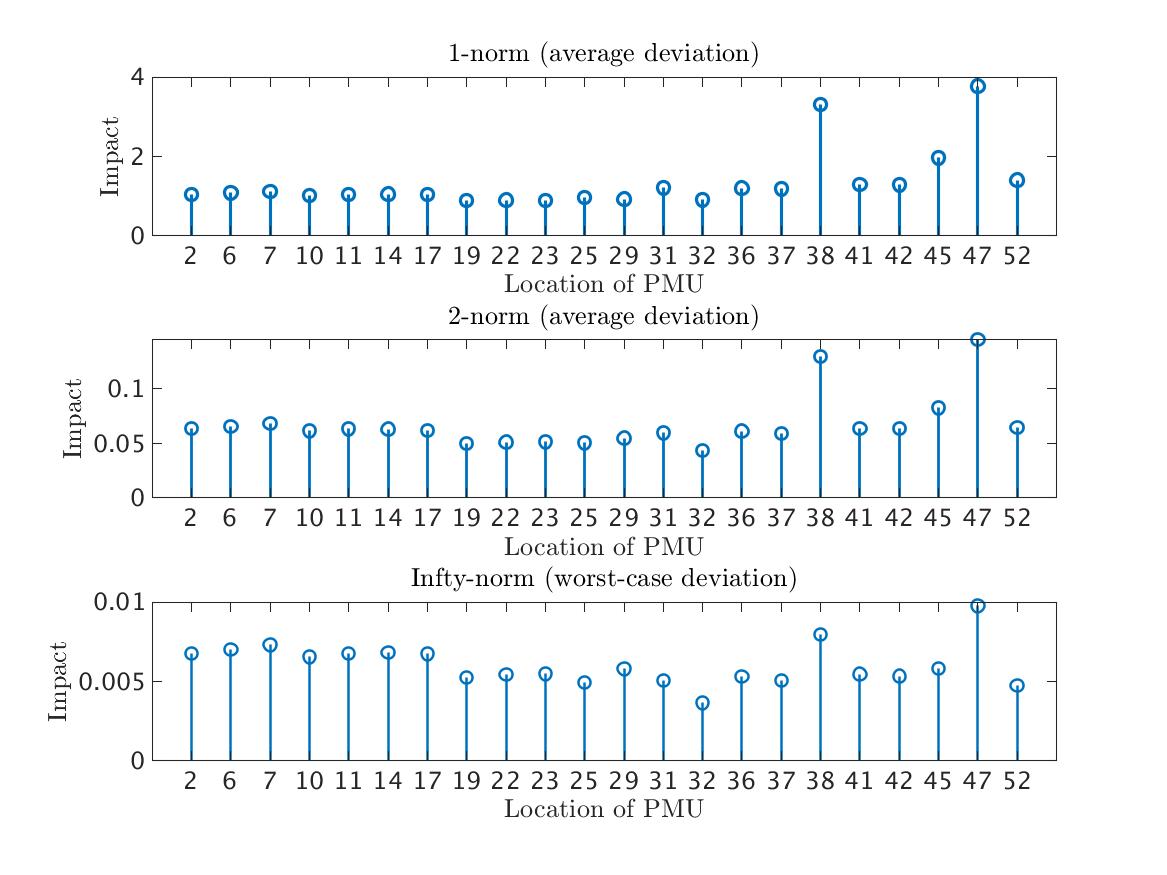 1-norm (average deviation)
4
2
0
Impact
2 6 7 10 11 14 17 19 22 23 25 29 31 32 36 37 38 41 42 45 47 52
Location of PMU
2-norm (average deviation)
0.1
0.05
0
Impact
2 6 7 10 11 14 17 19 22 23 25 29 31 32 36 37 38 41 42 45 47 52
Location of PMU
Infty-norm (worst-case deviation)
0.01
0.005
0
Impact
2 6 7 10 11 14 17 19 22 23 25 29 31 32 36 37 38 41 42 45 47 52
Location of PMU